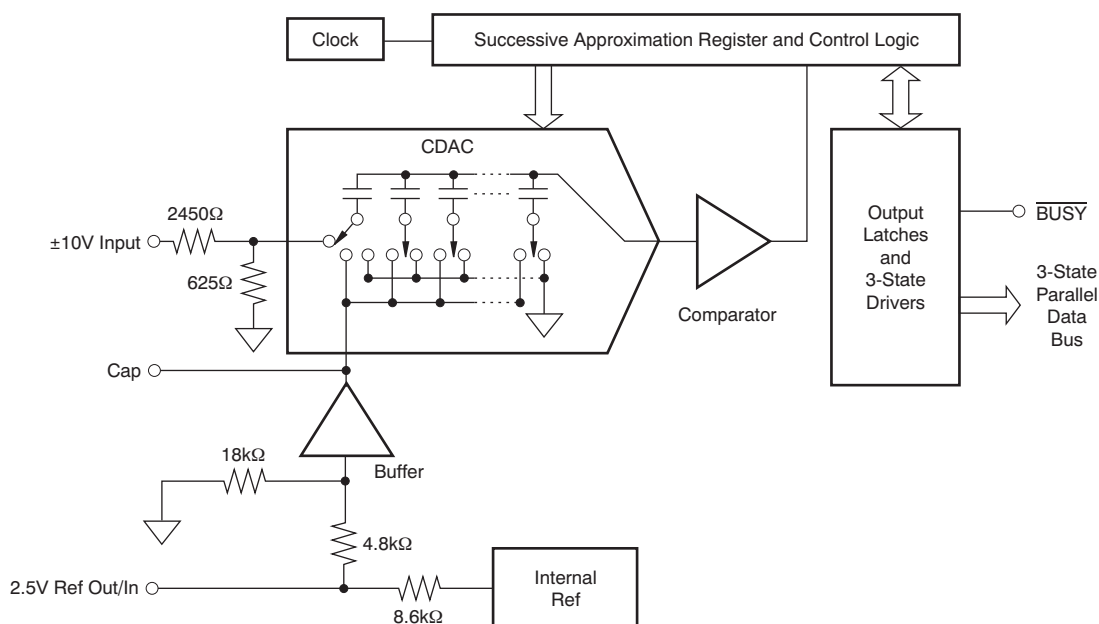 Clock
Successive Approximation Register and Control Logic
CDAC
2450Ω
±10V Input
625Ω
Comparator
Output
Latches
and
3-State
Drivers
BUSY
3-State
Parallel
Data
Bus
Cap
18kΩ
Buffer
4.8kΩ
2.5V Ref Out/In
8.6kΩ
Internal
Ref